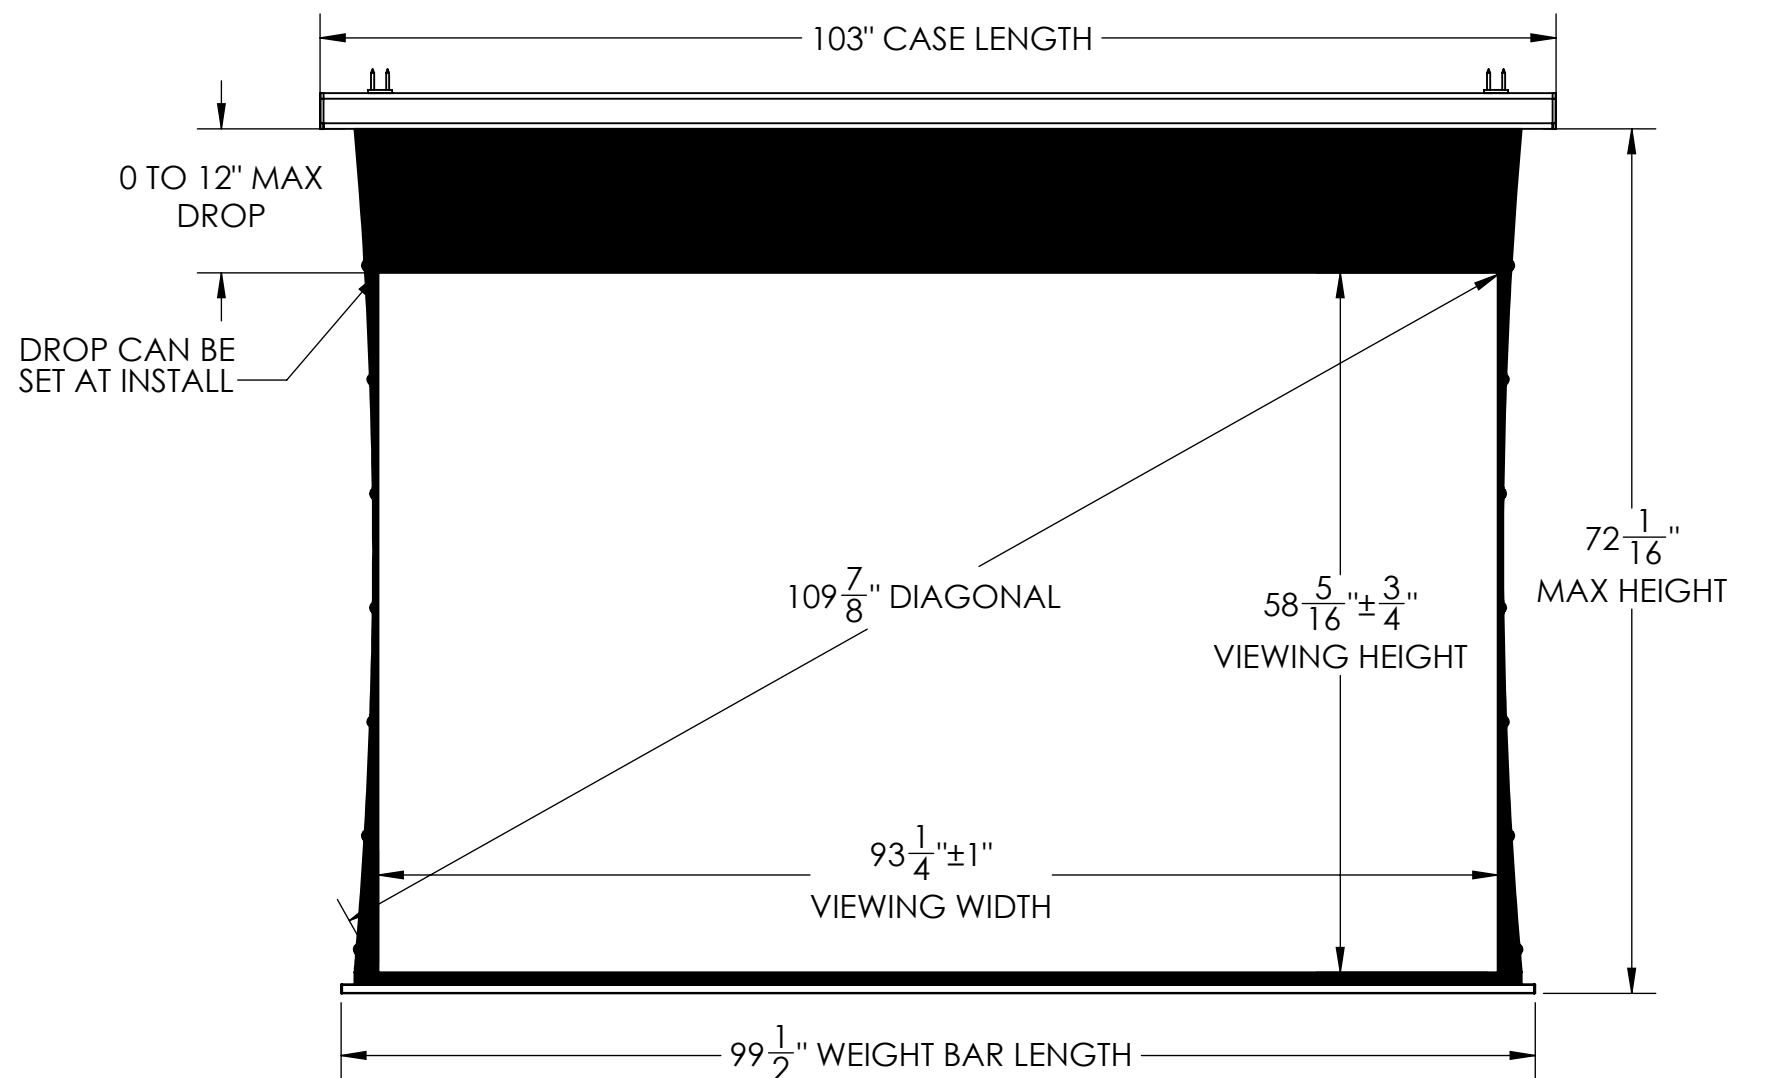 103" CASE LENGTH
0 TO 12" MAX
DROP
DROP CAN BE
SET AT INSTALL
109 7/8" DIAGONAL
58 5/16"±3/4"
VIEWING HEIGHT
72 1/16"
MAX HEIGHT
93 1/4"±1"
VIEWING WIDTH
99 1/2" WEIGHT BAR LENGTH